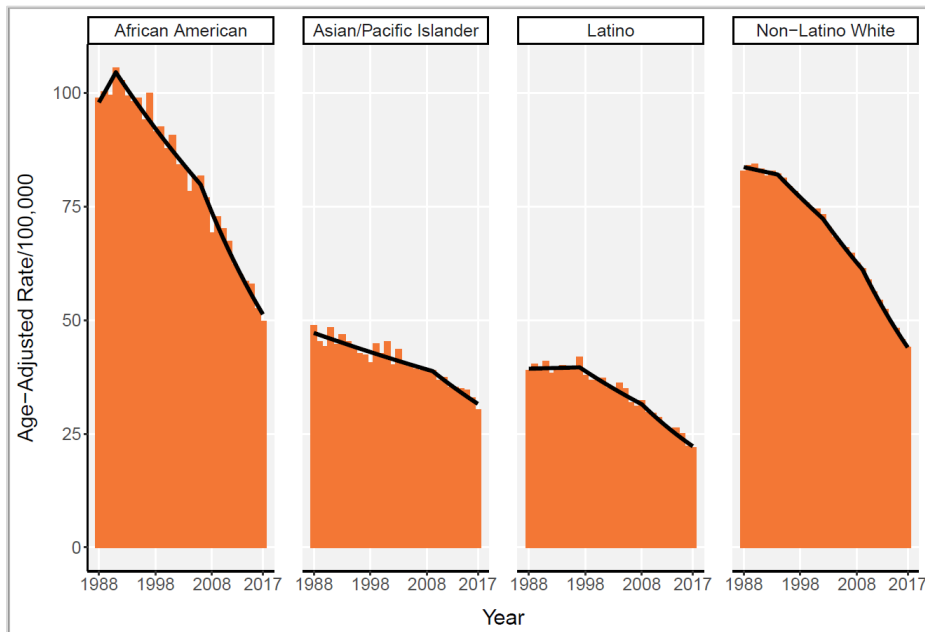 African American
Asian/Pacific Islander
Latino
Non−Latino White
Age−Adjusted Rate/100,000
100
75
50
25
0
1988 1998 2008 2017
1988 1998 2008 2017
1988 1998 2008 2017
1988 1998 2008 2017
Year